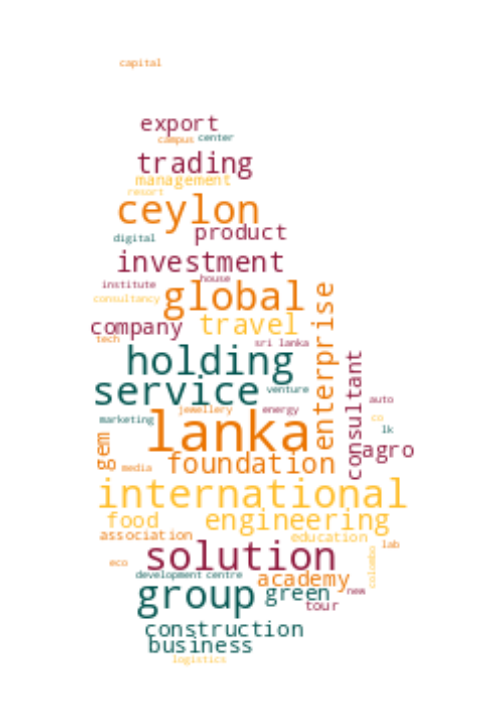 capital
export
campus center
trading
management
resort
ceylon
digital product
investment
institute house
consultancy global
company travel
enterprise
tech sri lanka
holding
service venture
consultant
auto
jewellery energy
marketing lanka co
lk
gem agro
media foundation
international
food engineering
association education
lab
solution
eco colombo
development centre academy
group green new
tour
construction
business
logistics